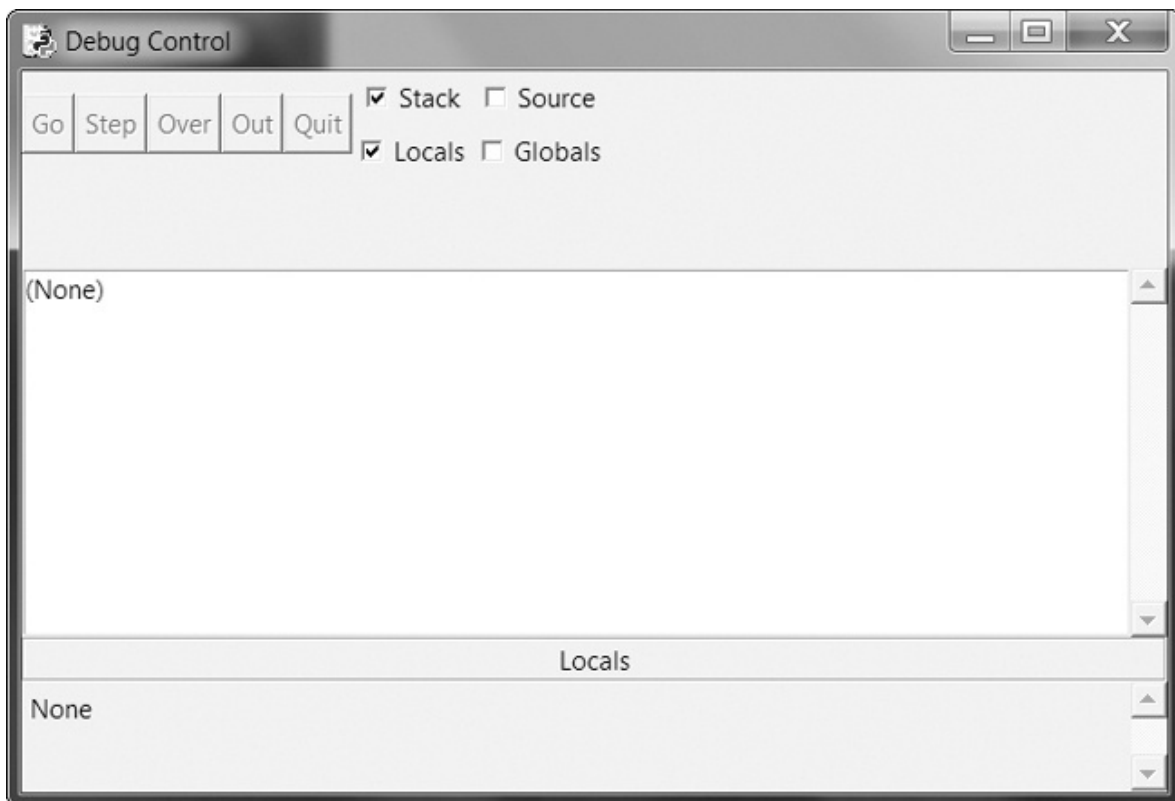 Debug Control
Go Step Over Out Quit
Stack Source
Locals Globals
(None)
Locals
None